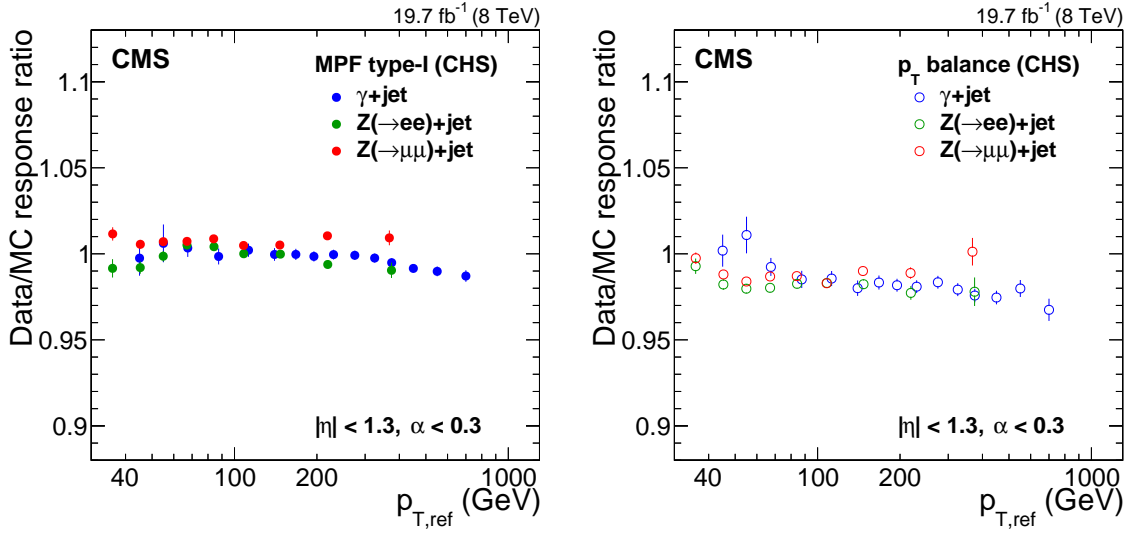 19.7 fb⁻¹ (8 TeV)
CMS
MPF type-I (CHS)
γ+jet
Z(→ee)+jet
Z(→μμ)+jet
Data/MC response ratio
1.1
1.05
1
0.95
0.9
|η| < 1.3, α < 0.3
40 100 200 1000
p_T,ref (GeV)
19.7 fb⁻¹ (8 TeV)
CMS
p_T balance (CHS)
γ+jet
Z(→ee)+jet
Z(→μμ)+jet
Data/MC response ratio
1.1
1.05
1
0.95
0.9
|η| < 1.3, α < 0.3
40 100 200 1000
p_T,ref (GeV)